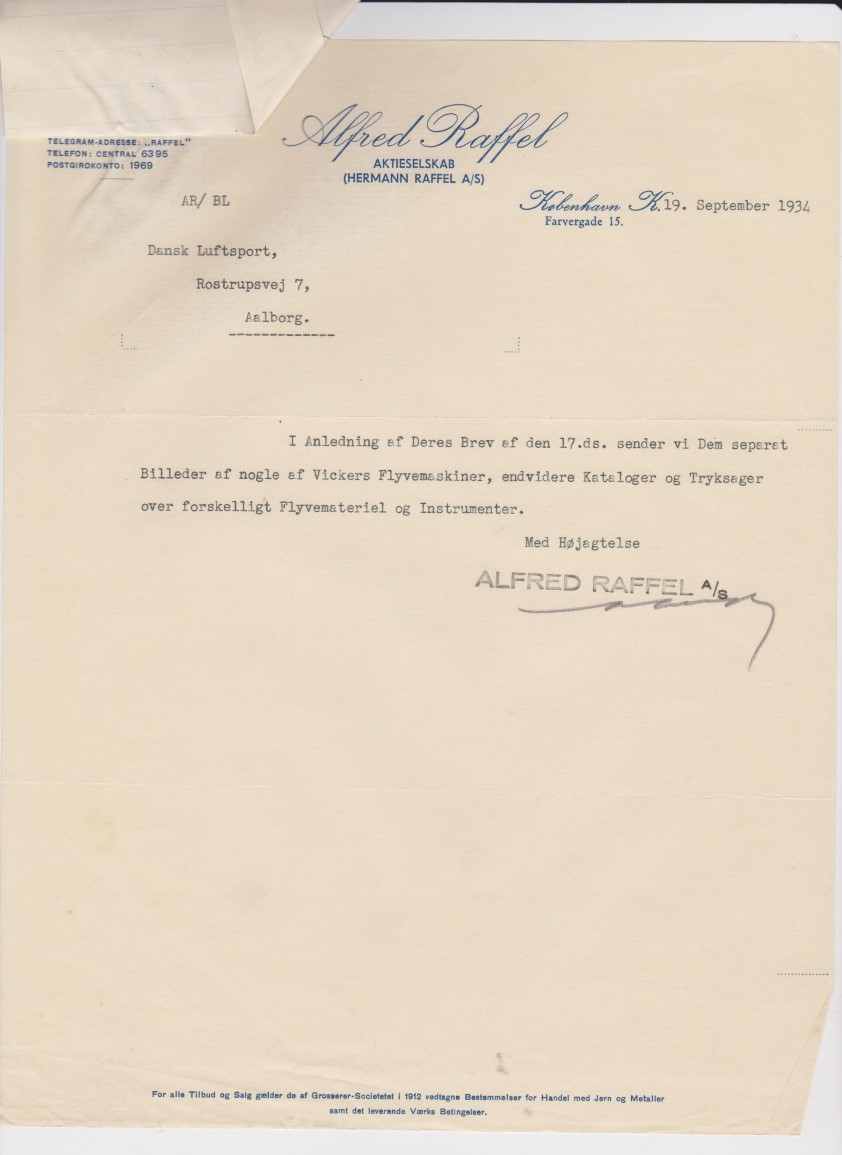 TELEGRAM-ADRESSE: „RAFFEL"
TELEFON: CENTRAL 6395
POSTGIROKONTO: 1969
Alfred Raffel
AKTIESELSKAB
(HERMANN RAFFEL A/S)
AR/ BL
København K. 19. September 1934
Farvergade 15.
Dansk Luftsport,
Rostrupsvej 7,
Aalborg.
I Anledning af Deres Brev af den 17.ds. sender vi Dem separat
Billeder af nogle af Vickers Flyvemaskiner, endvidere Kataloger og Tryksager
over forskelligt Flyvemateriel og Instrumenter.
Med Højagtelse
ALFRED RAFFEL A/S
For alle Tilbud og Salg gælder de af Grosserer-Societetet i 1912 vedtagne Bestemmelser for Handel med Jern og Metaller
samt det leverende Værks Betingelser.